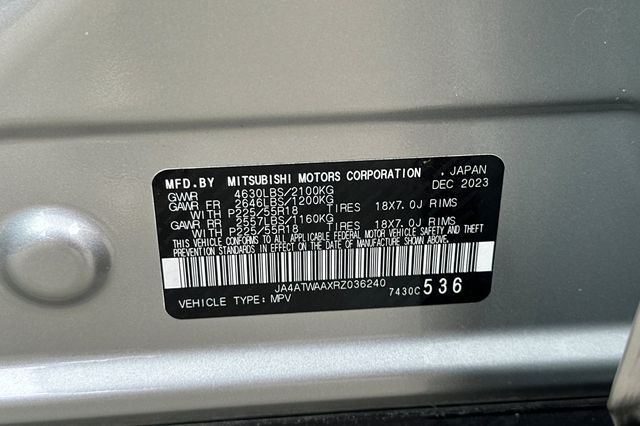 MFD.BY MITSUBISHI MOTORS CORPORATION , JAPAN
GVWR 4630LBS/2100KG DEC 2023
GAWR FR 2646LBS/1200KG
WITH P225/55R18 TIRES 18X7.0J RIMS
GAWR RR 2557LBS/1160KG
WITH P225/55R18 TIRES 18X7.0J RIMS
THIS VEHICLE CONFORMS TO ALL APPLICABLE FEDERAL MOTOR VEHICLE SAFETY AND THEFT
PREVENTION STANDARDS IN EFFECT ON THE DATE OF MANUFACTURE SHOWN ABOVE.
JA4ATWAAXRZ036240
VEHICLE TYPE: MPV 7430C 536